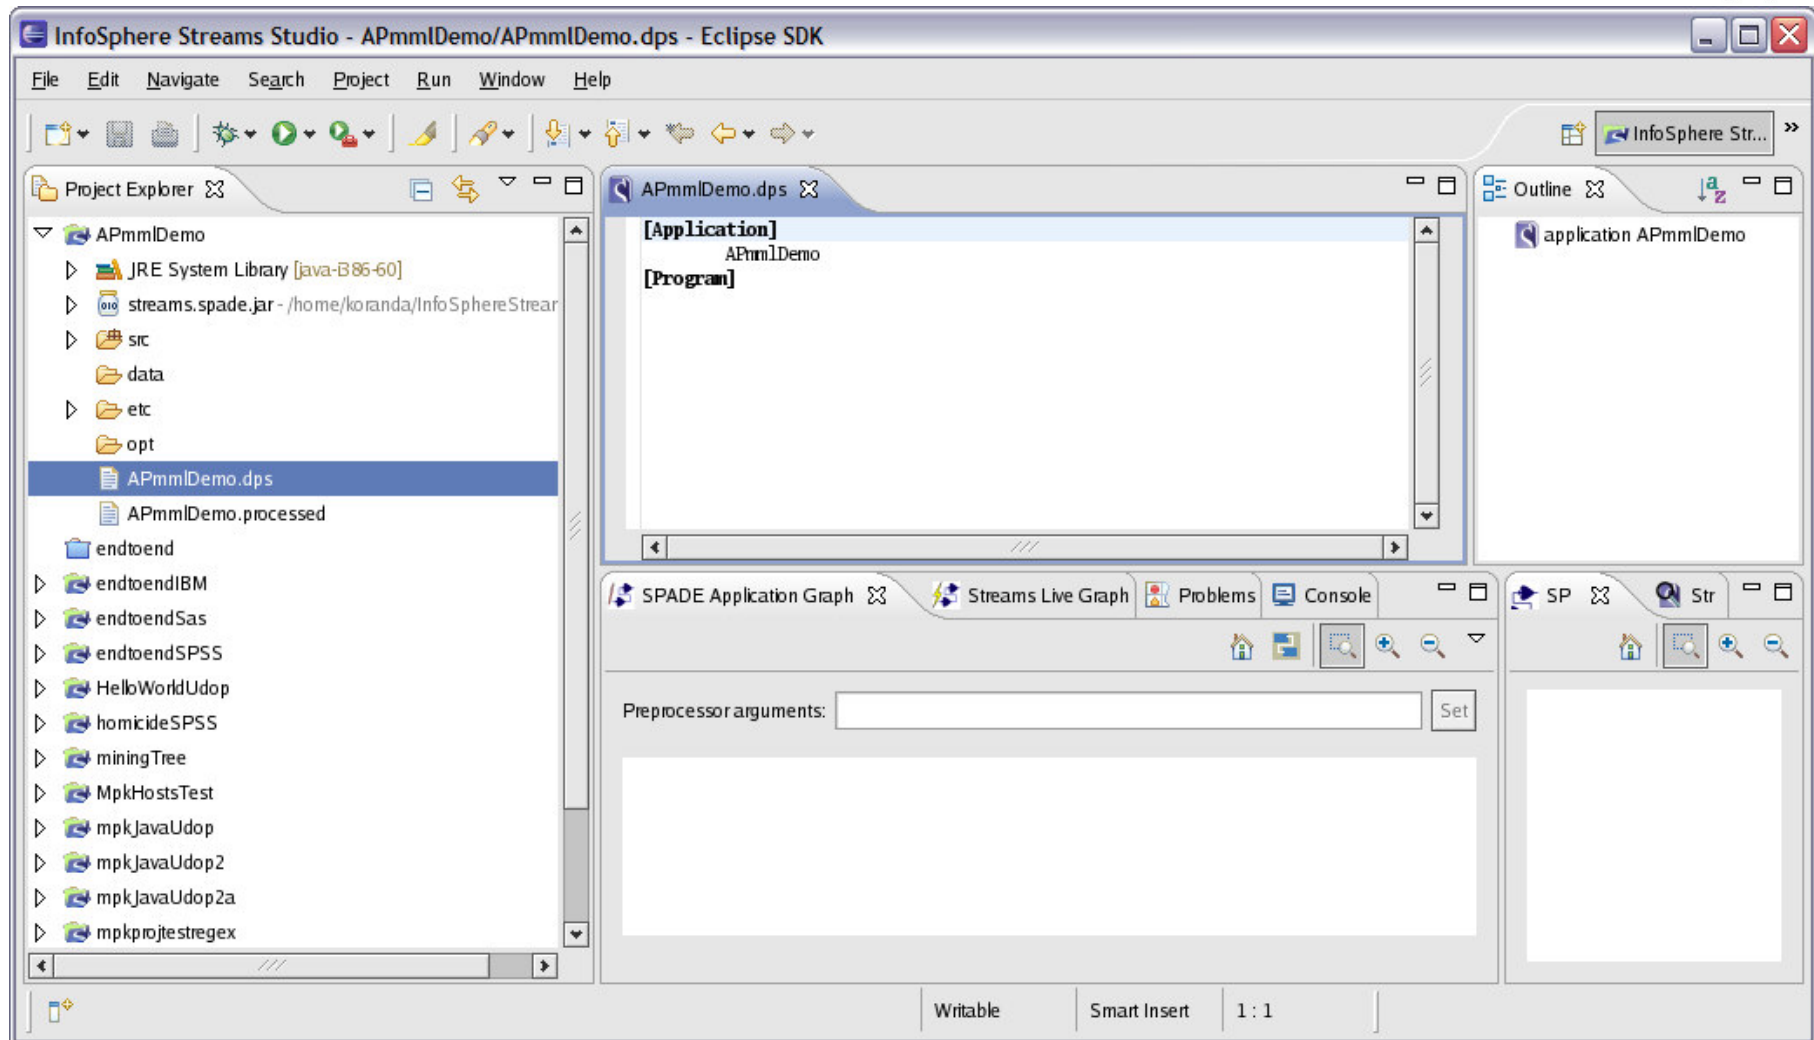 InfoSphere Streams Studio - APmmlDemo/APmmlDemo.dps - Eclipse SDK
File Edit Navigate Search Project Run Window Help
InfoSphere Str... »
Project Explorer
APmmlDemo
JRE System Library [java-i386-60]
streams.spade.jar - /home/koranda/InfoSphereStrear
src
data
etc
opt
APmmlDemo.dps
APmmlDemo.processed
endtoend
endtoendIBM
endtoendSas
endtoendSPSS
HelloWorldUdop
homicideSPSS
miningTree
MpkHostsTest
mpkJavaUdop
mpkJavaUdop2
mpkJavaUdop2a
mpkprojtestregex
APmmlDemo.dps
[Application]
APmmlDemo
[Program]
Outline
application APmmlDemo
SPADE Application Graph Streams Live Graph Problems Console
Preprocessor arguments: Set
SP Str
Writable Smart Insert 1 : 1